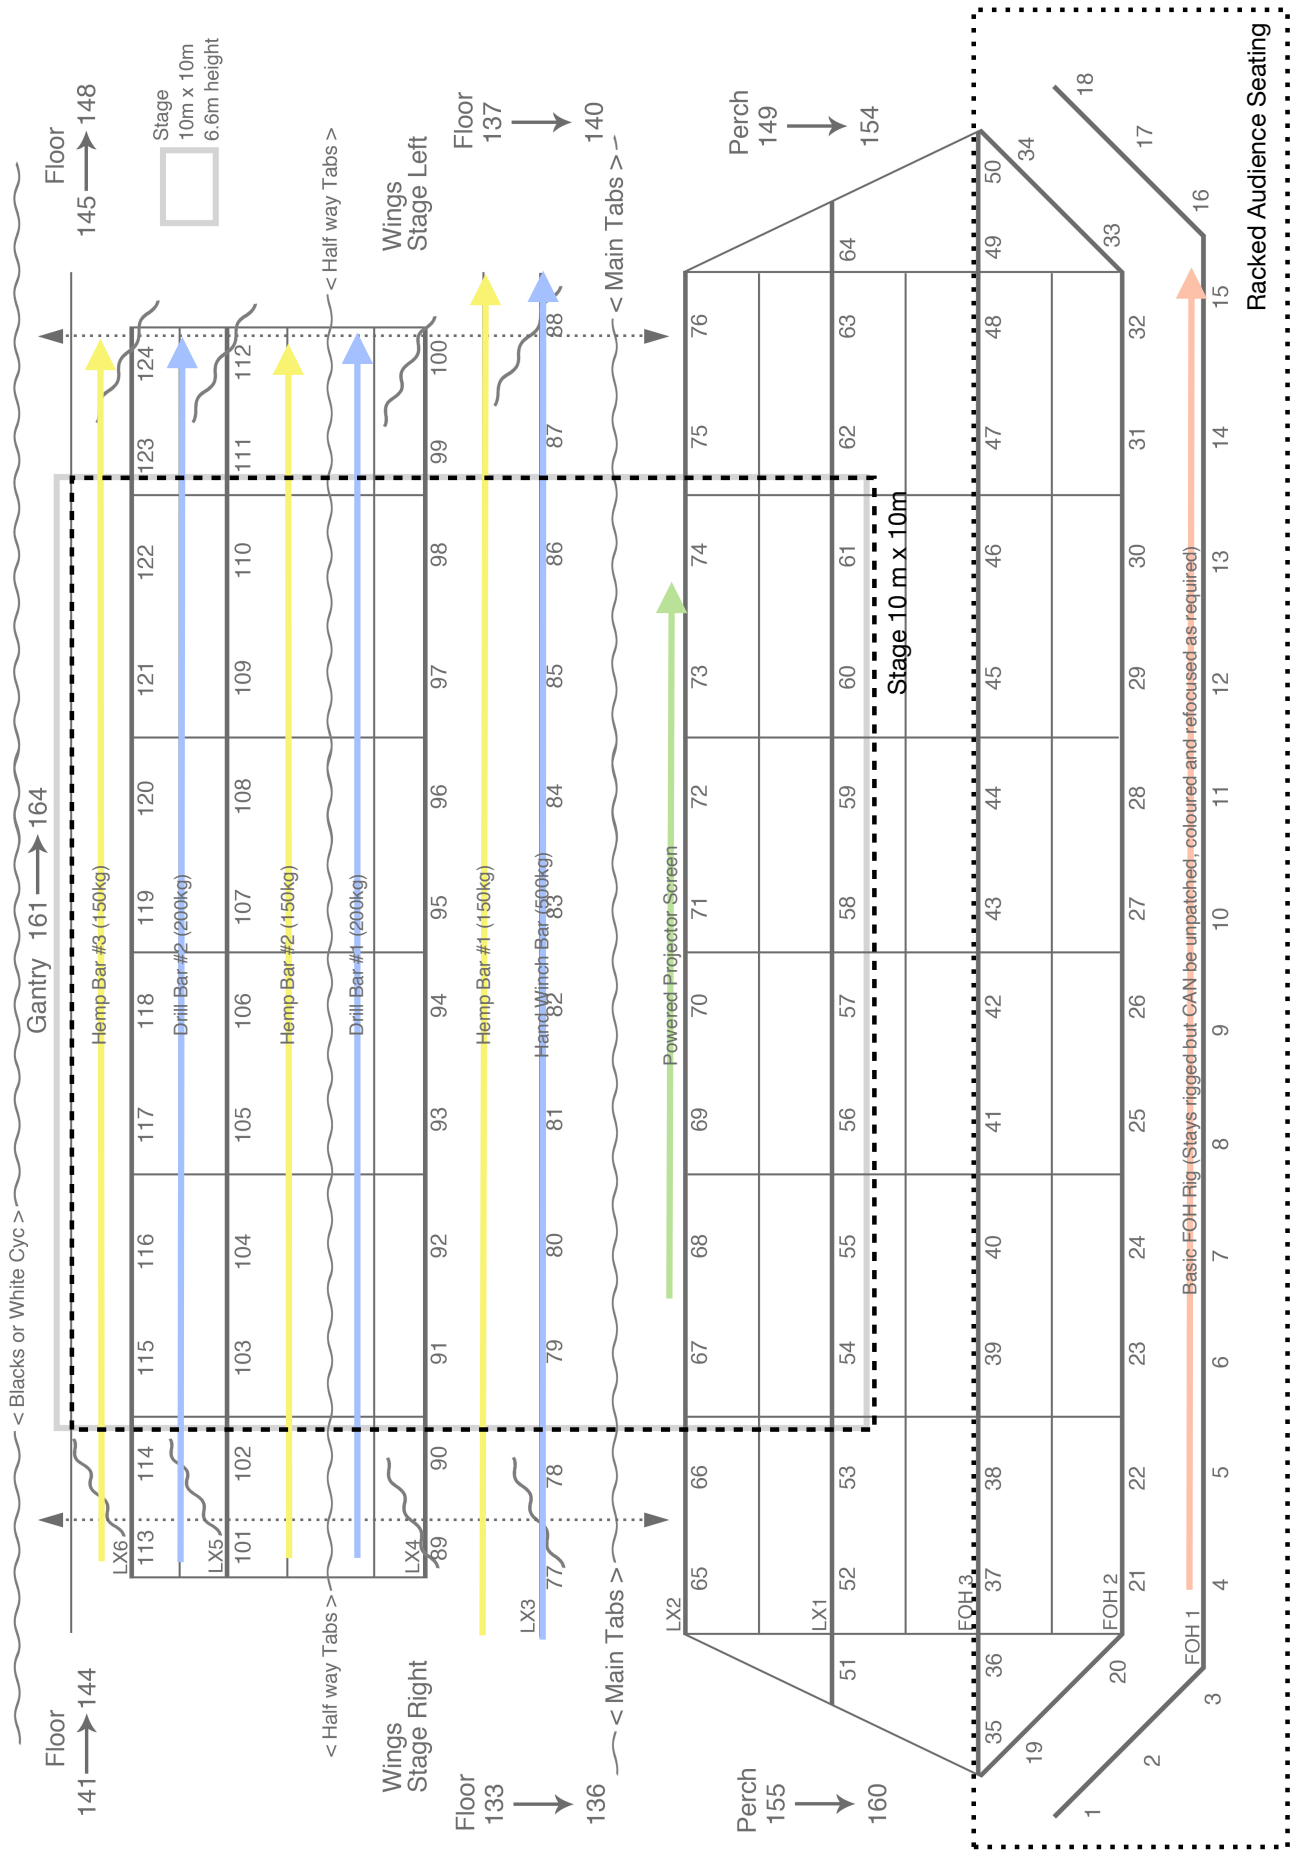 < Blacks or White Cyc >
Gantry 161 164
Floor
141 144
Floor
145 148
Stage
10m x 10m
6.6m height
Hemp Bar #3 (150kg)
LX6
113 114 115 116 117 118 119 120 121 122 123 124
Drill Bar #2 (200kg)
LX5
101 102 103 104 105 106 107 108 109 110 111 112
Hemp Bar #2 (150kg)
< Half way Tabs >
< Half way Tabs >
Drill Bar #1 (200kg)
Wings
Stage Right
Wings
Stage Left
LX4
89 90 91 92 93 94 95 96 97 98 99 100
Floor
133
136
Floor
137
140
Hemp Bar #1 (150kg)
LX3
Hand Winch Bar (500kg)
77 78 79 80 81 82 83 84 85 86 87 88
< Main Tabs >
< Main Tabs >
Powered Projector Screen
LX2
65 66 67 68 69 70 71 72 73 74 75 76
Perch
155
160
Perch
149
154
LX1
51 52 53 54 55 56 57 58 59 60 61 62 63 64
Stage 10 m x 10m
FOH 3
35 36 37 38 39 40 41 42 43 44 45 46 47 48 49 50
FOH 2
19 20 21 22 23 24 25 26 27 28 29 30 31 32 33 34
Basic FOH Rig (Stays rigged but CAN be unpatched, coloured and refocused as required)
FOH 1
1 2 3 4 5 6 7 8 9 10 11 12 13 14 15 16 17 18
Racked Audience Seating